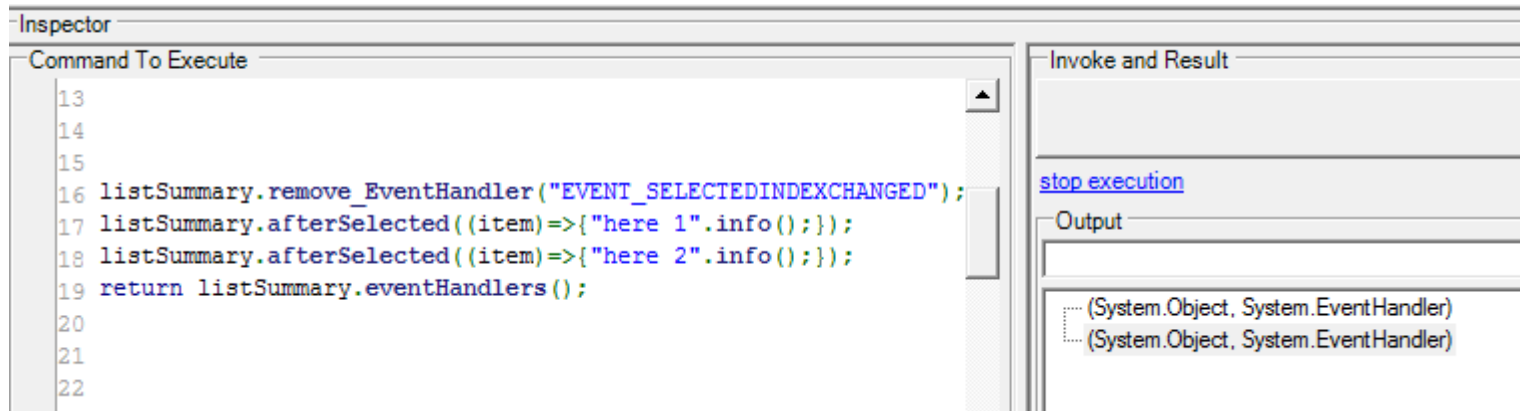 Inspector
Command To Execute
13
14
15
16 listSummary.remove_EventHandler("EVENT_SELECTEDINDEXCHANGED");
17 listSummary.afterSelected((item)=>{"here 1".info();});
18 listSummary.afterSelected((item)=>{"here 2".info();});
19 return listSummary.eventHandlers();
20
21
22
Invoke and Result
stop execution
Output
(System.Object, System.EventHandler)
(System.Object, System.EventHandler)